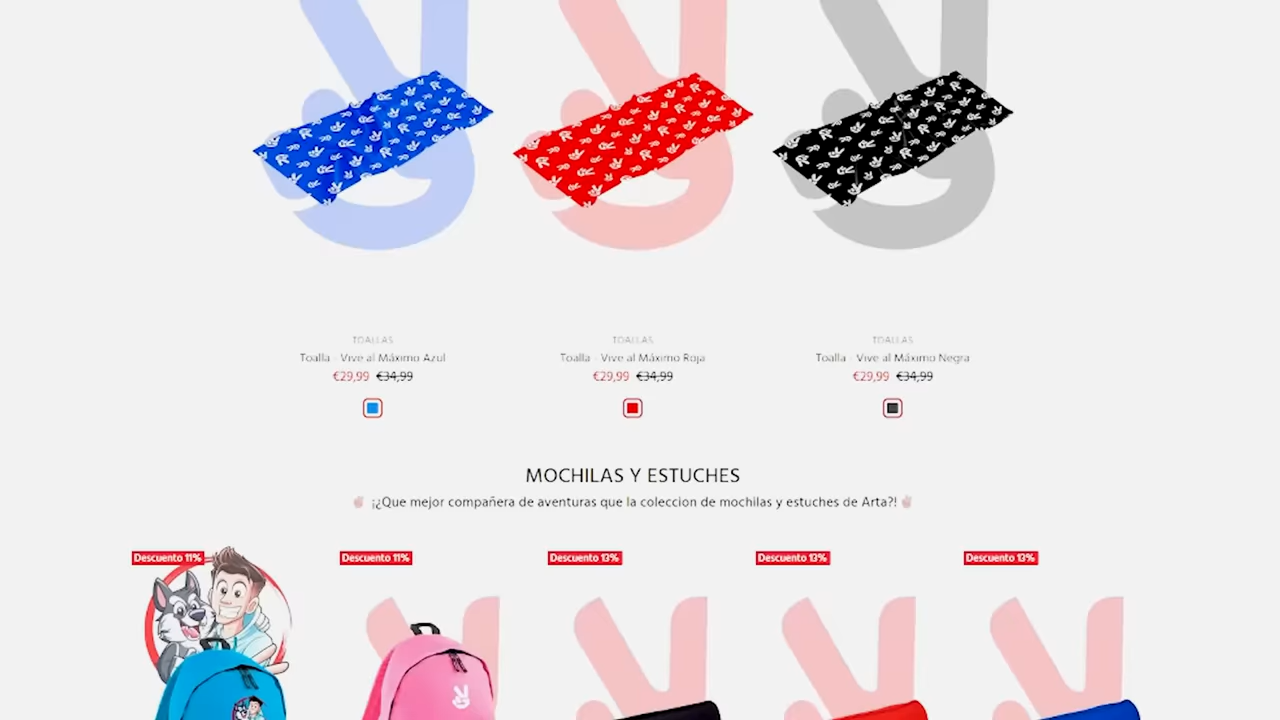 TOALLAS
TOALLAS
TOALLAS
Toalla - Vive al Máximo Azul
Toalla - Vive al Máximo Roja
Toalla - Vive al Máximo Negra
€29,99 €34,99
€29,99 €34,99
€29,99 €34,99
MOCHILAS Y ESTUCHES
✌🏻 ¡¿Que mejor compañera de aventuras que la coleccion de mochilas y estuches de Arta?! ✌🏻
Descuento 11%
Descuento 11%
Descuento 13%
Descuento 13%
Descuento 13%